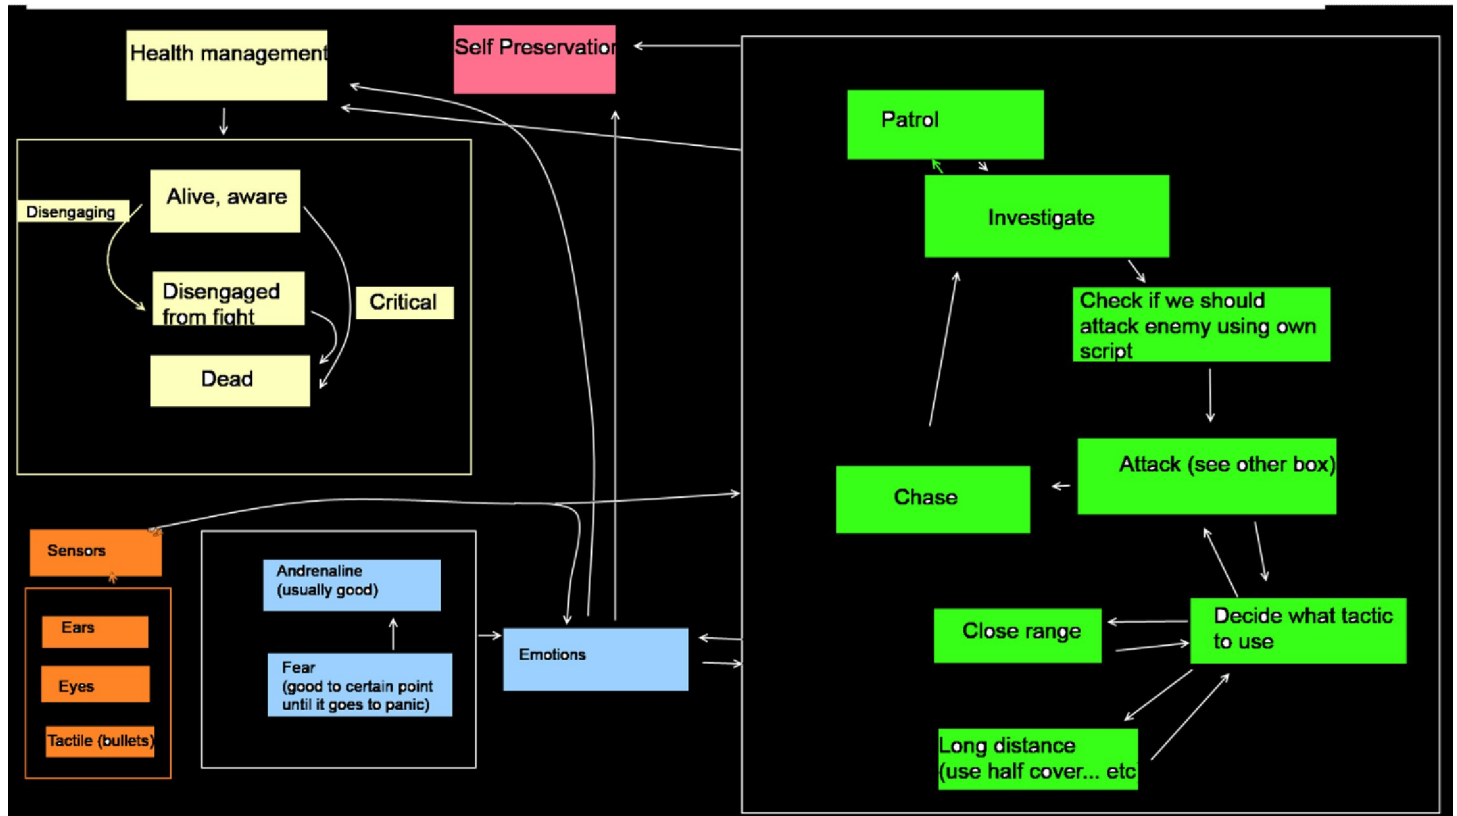 Health management
Self Preservation
Patrol
Alive, aware
Disengaging
Investigate
Disengaged
from fight
Critical
Check if we should
attack enemy using own
script
Dead
Attack (see other box)
Chase
Sensors
Andrenaline
(usually good)
Ears
Close range
Decide what tactic
to use
Emotions
Fear
(good to certain point
until it goes to panic)
Eyes
Tactile (bullets)
Long distance
(use half cover... etc